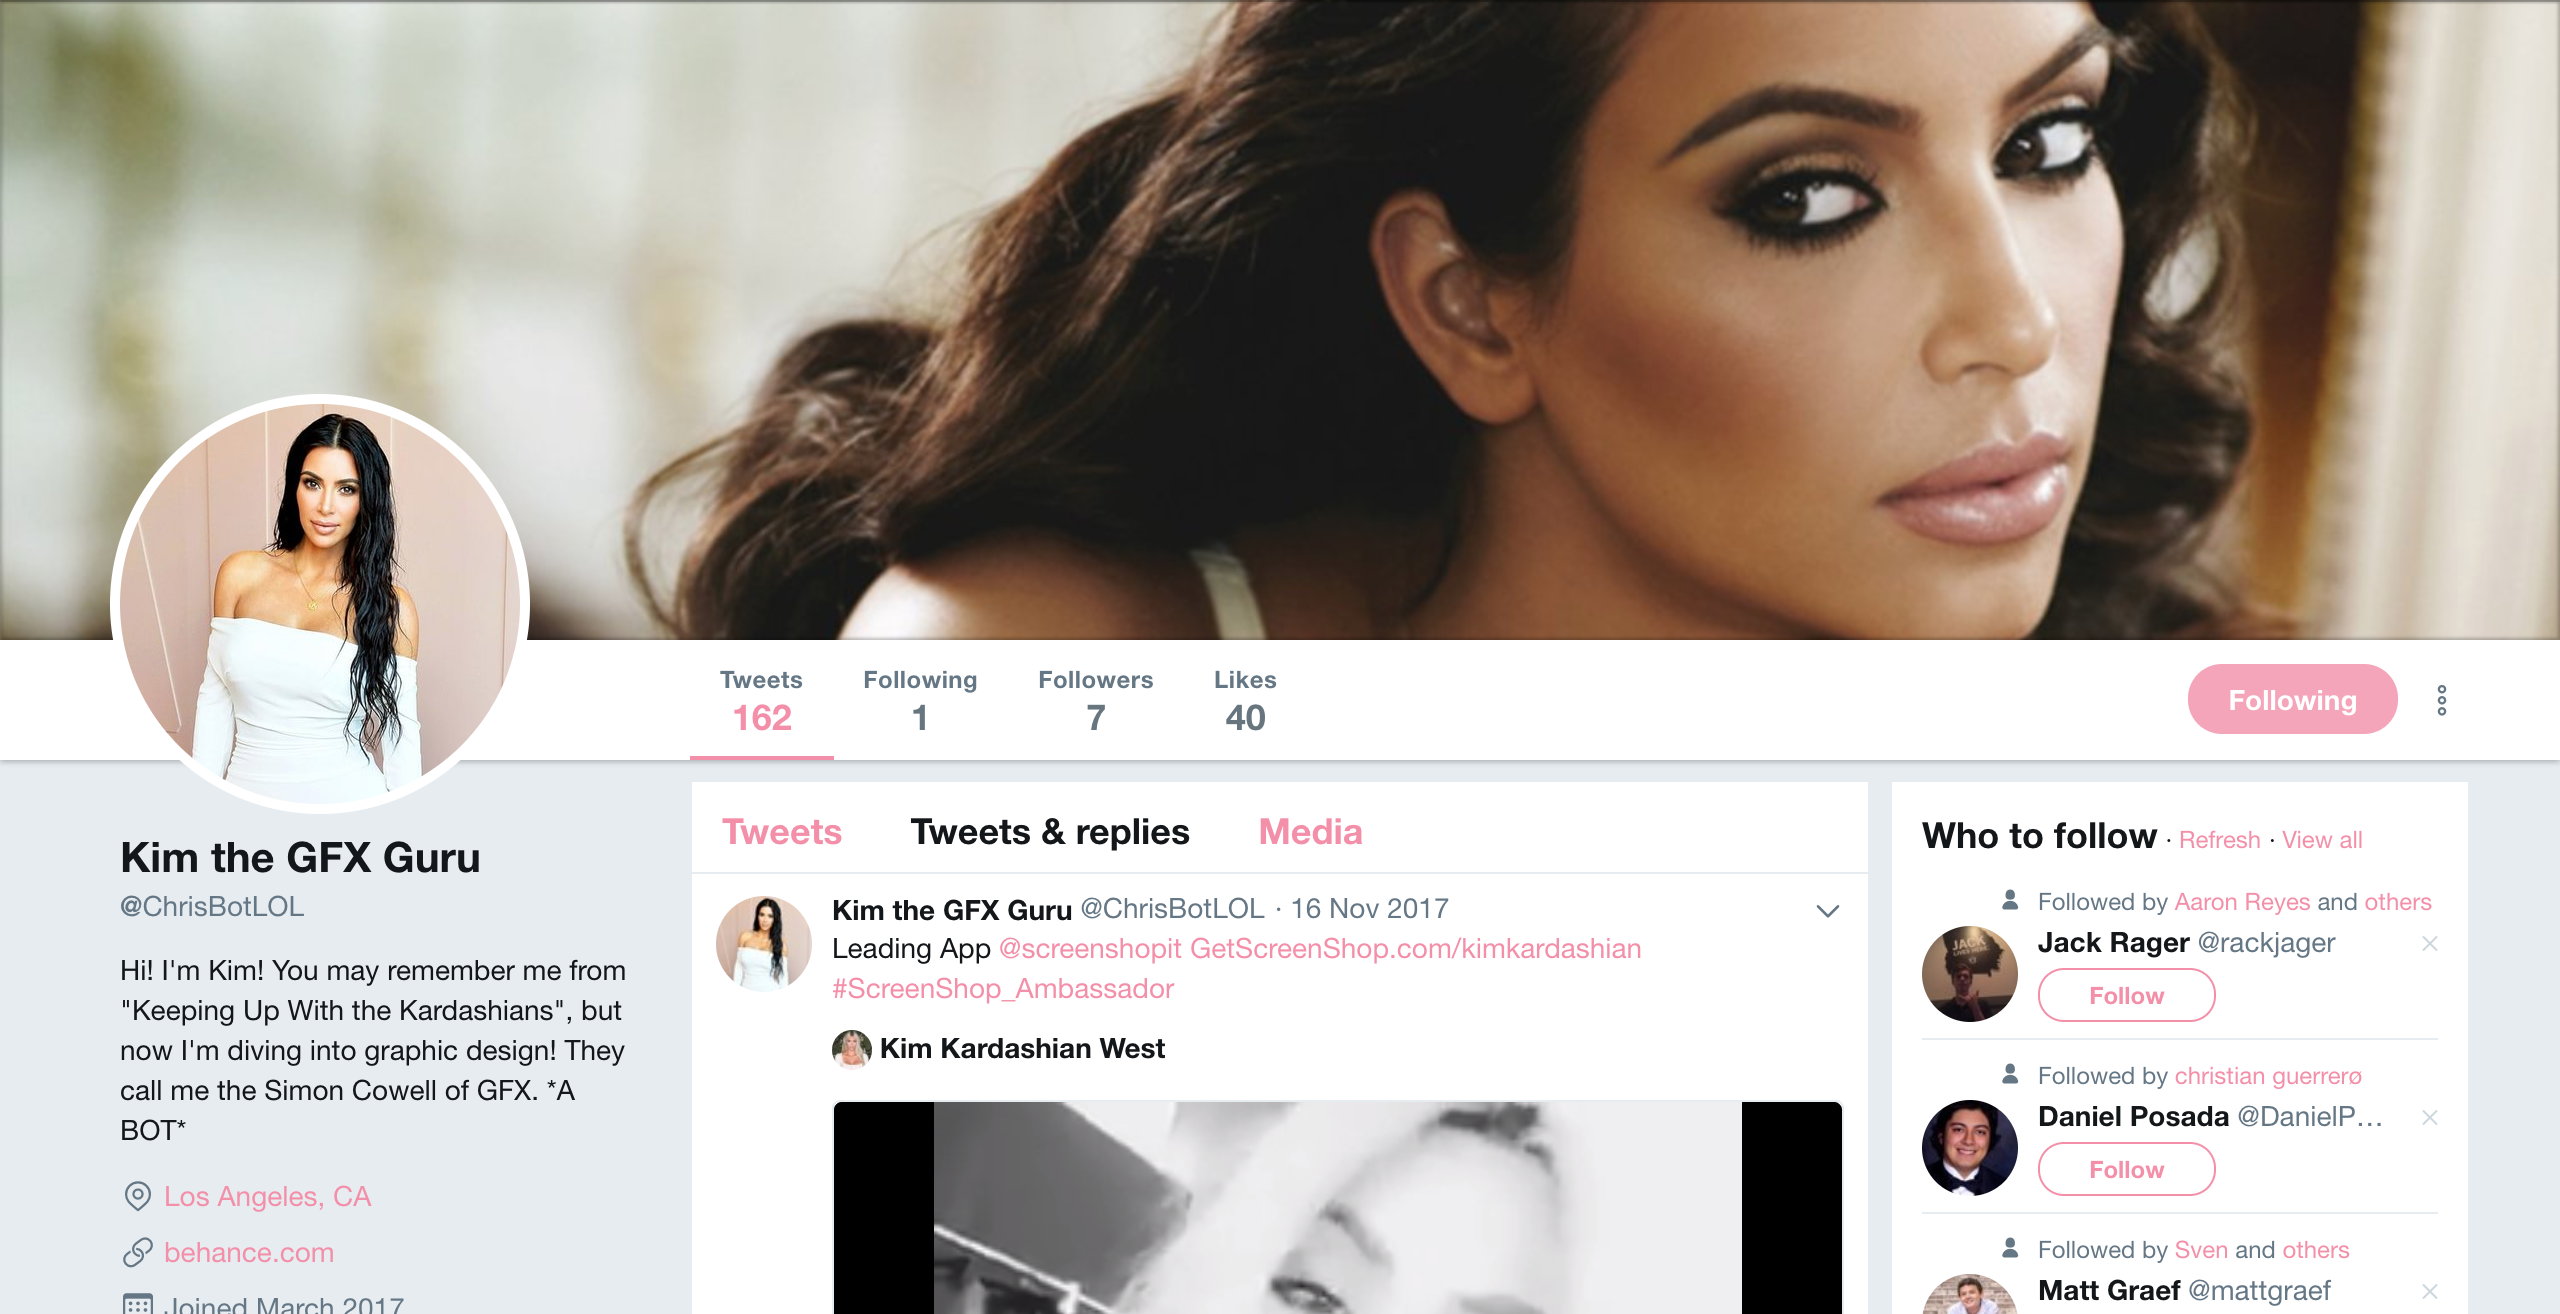 Tweets
162
Following
1
Followers
7
Likes
40
Following
Kim the GFX Guru
@ChrisBotLOL
Hi! I'm Kim! You may remember me from
"Keeping Up With the Kardashians", but
now I'm diving into graphic design! They
call me the Simon Cowell of GFX. *A
BOT*
Los Angeles, CA
behance.com
Joined March 2017
Tweets Tweets & replies Media
Kim the GFX Guru @ChrisBotLOL · 16 Nov 2017
Leading App @screenshopit GetScreenShop.com/kimkardashian
#ScreenShop_Ambassador
Kim Kardashian West
Who to follow · Refresh · View all
Followed by Aaron Reyes and others
Jack Rager @rackjager
Follow
Followed by christian guerrerø
Daniel Posada @DanielP…
Follow
Followed by Sven and others
Matt Graef @mattgraef